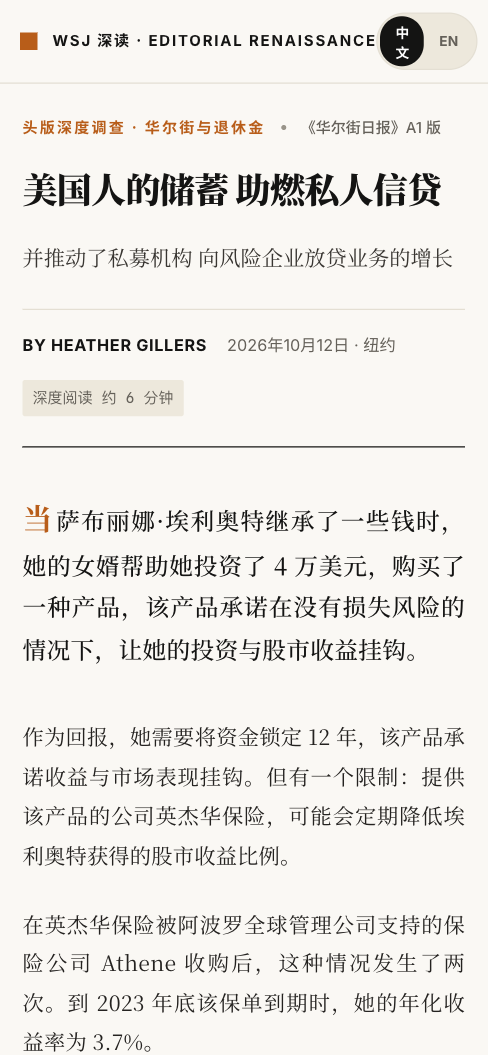 WSJ 深读 · EDITORIAL RENAISSANCE
中文
EN
头版深度调查 · 华尔街与退休金 • 《华尔街日报》A1 版
美国人的储蓄 助燃私人信贷
并推动了私募机构 向风险企业放贷业务的增长
BY HEATHER GILLERS 2026年10月12日 · 纽约
深度阅读 约 6 分钟
当萨布丽娜·埃利奥特继承了一些钱时，
她的女婿帮助她投资了 4 万美元，购买了
一种产品，该产品承诺在没有损失风险的
情况下，让她的投资与股市收益挂钩。
作为回报，她需要将资金锁定 12 年，该产品承
诺收益与市场表现挂钩。但有一个限制：提供
该产品的公司英杰华保险，可能会定期降低埃
利奥特获得的股市收益比例。
在英杰华保险被阿波罗全球管理公司支持的保
险公司 Athene 收购后，这种情况发生了两
次。到 2023 年底该保单到期时，她的年化收
益率为 3.7%。